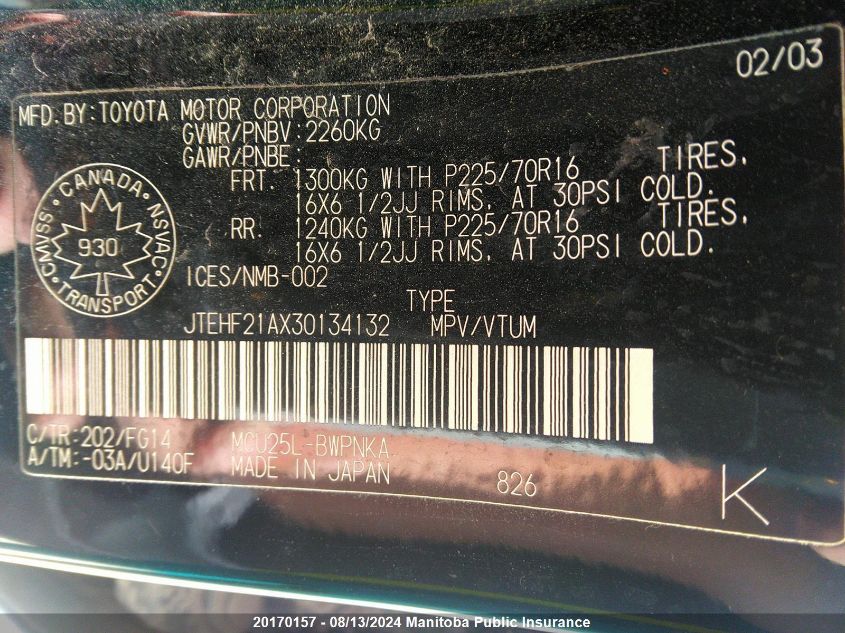 02/03
MFD.BY:TOYOTA MOTOR CORPORATION
GVWR/PNBV:2260KG
GAWR/PNBE:
FRT. 1300KG WITH P225/70R16 TIRES,
16X6 1/2JJ RIMS, AT 30PSI COLD.
RR. 1240KG WITH P225/70R16 TIRES,
16X6 1/2JJ RIMS, AT 30PSI COLD.
CANADA
CMVSS · NSVAC
930
TRANSPORT
ICES/NMB-002
TYPE
JTEHF21AX30134132 MPV/VTUM
C/TR:202/FG14 MCU25L-BWPNKA
A/TM:-03A/U140F MADE IN JAPAN
826
K
20170157 - 08/13/2024 Manitoba Public Insurance